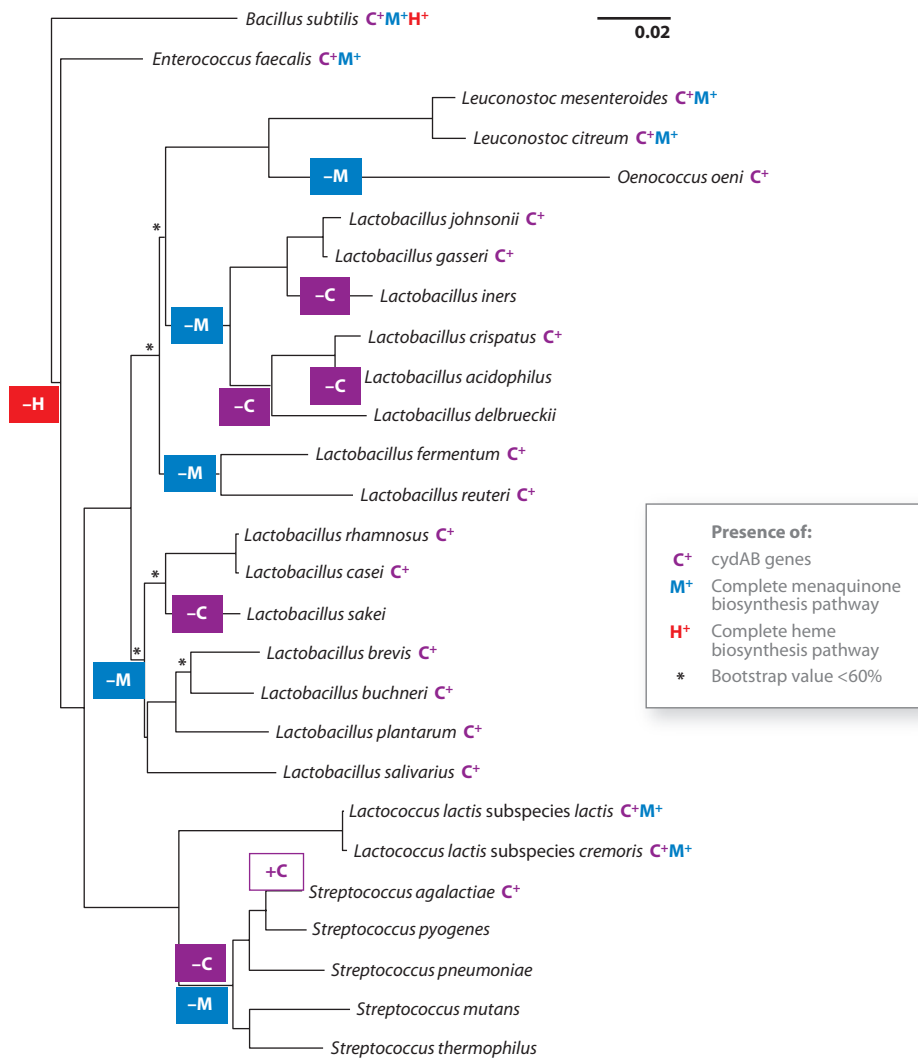 Bacillus subtilis C⁺M⁺H⁺
0.02
Enterococcus faecalis C⁺M⁺
Leuconostoc mesenteroides C⁺M⁺
Leuconostoc citreum C⁺M⁺
–M
Oenococcus oeni C⁺
Lactobacillus johnsonii C⁺
*
Lactobacillus gasseri C⁺
–C
Lactobacillus iners
–M
Lactobacillus crispatus C⁺
*
–C
Lactobacillus acidophilus
–H
–C
Lactobacillus delbrueckii
Lactobacillus fermentum C⁺
–M
Lactobacillus reuteri C⁺
Lactobacillus rhamnosus C⁺
*
Lactobacillus casei C⁺
–C
Lactobacillus sakei
*
Lactobacillus brevis C⁺
*
–M
Lactobacillus buchneri C⁺
Lactobacillus plantarum C⁺
Lactobacillus salivarius C⁺
Lactococcus lactis subspecies lactis C⁺M⁺
Lactococcus lactis subspecies cremoris C⁺M⁺
+C
Streptococcus agalactiae C⁺
Streptococcus pyogenes
–C
Streptococcus pneumoniae
–M
Streptococcus mutans
Streptococcus thermophilus
Presence of:
C⁺ cydAB genes
M⁺ Complete menaquinone
biosynthesis pathway
H⁺ Complete heme
biosynthesis pathway
* Bootstrap value <60%